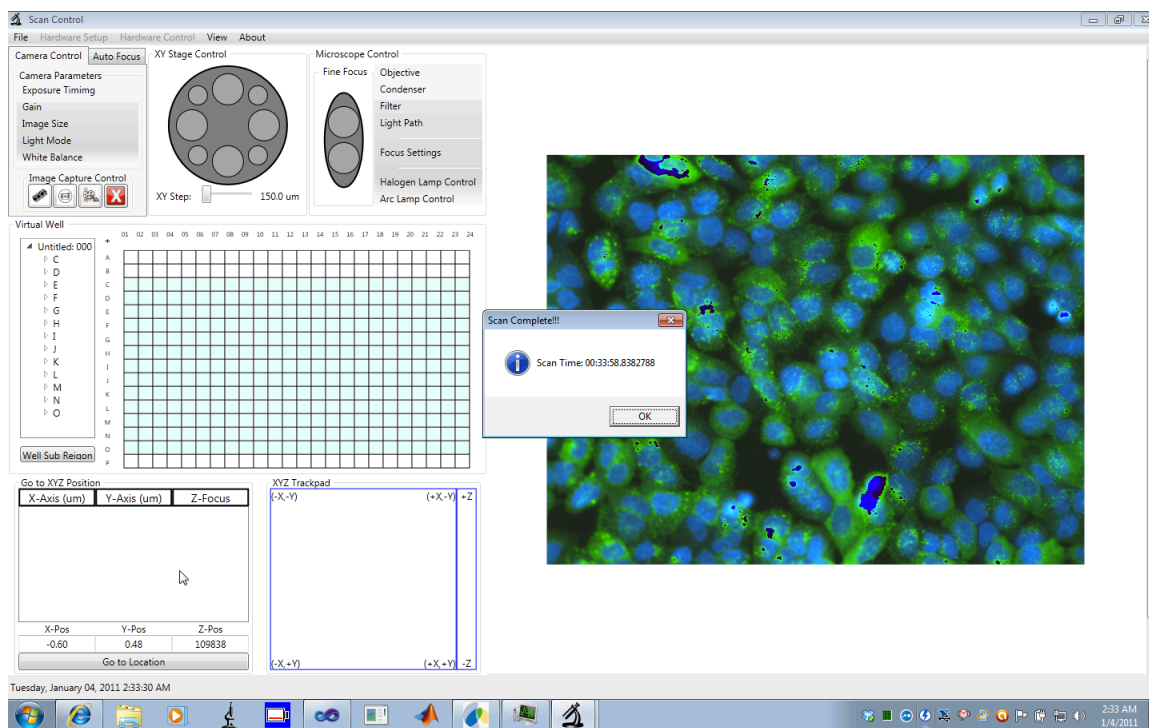 Scan Control
File Hardware Setup Hardware Control View About
Camera Control Auto Focus
Camera Parameters
Exposure Timimg
Gain
Image Size
Light Mode
White Balance
Image Capture Control
XY Stage Control
XY Step: 150.0 um
Microscope Control
Fine Focus
Objective
Condenser
Filter
Light Path
Focus Settings
Halogen Lamp Control
Arc Lamp Control
Virtual Well
Untitled: 000
C
D
E
F
G
H
I
J
K
L
M
N
O
Well Sub Reigon
01 02 03 04 05 06 07 08 09 10 11 12 13 14 15 16 17 18 19 20 21 22 23 24
+
A
B
C
D
E
F
G
H
I
J
K
L
M
N
O
P
Scan Complete!!!
Scan Time: 00:33:58.8382788
OK
Go to XYZ Position
X-Axis (um) Y-Axis (um) Z-Focus
X-Pos Y-Pos Z-Pos
-0.60 0.48 109838
Go to Location
XYZ Trackpad
(-X,-Y) (+X,-Y) +Z
(-X,+Y) (+X,+Y) -Z
Tuesday, January 04, 2011 2:33:30 AM
2:33 AM
1/4/2011